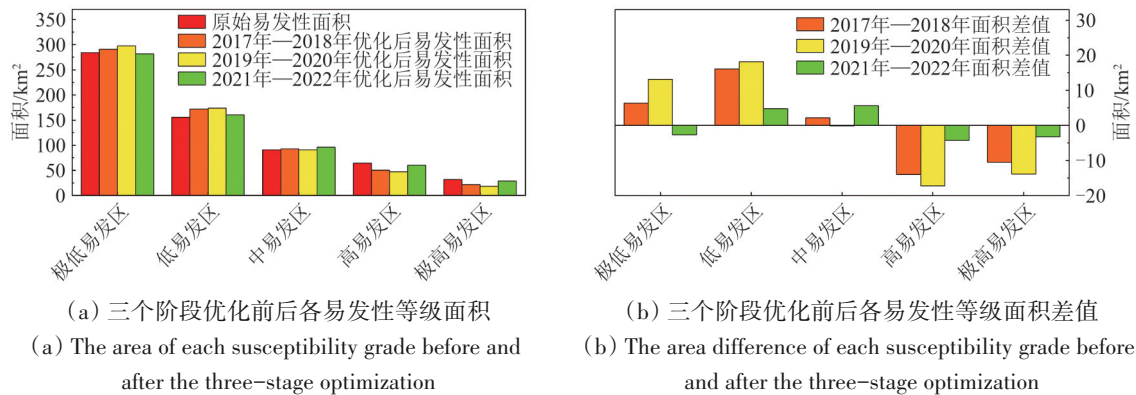 原始易发性面积
2017年—2018年优化后易发性面积
2019年—2020年优化后易发性面积
2021年—2022年优化后易发性面积
面积/km²
350
300
250
200
150
100
50
0
极低易发区
低易发区
中易发区
高易发区
极高易发区
(a) 三个阶段优化前后各易发性等级面积
(a) The area of each susceptibility grade before and
after the three-stage optimization
2017年—2018年面积差值
2019年—2020年面积差值
2021年—2022年面积差值
30
20
10
0
−10
−20
面积/km²
极低易发区
低易发区
中易发区
高易发区
极高易发区
(b) 三个阶段优化前后各易发性等级面积差值
(b) The area difference of each susceptibility grade before
and after the three-stage optimization